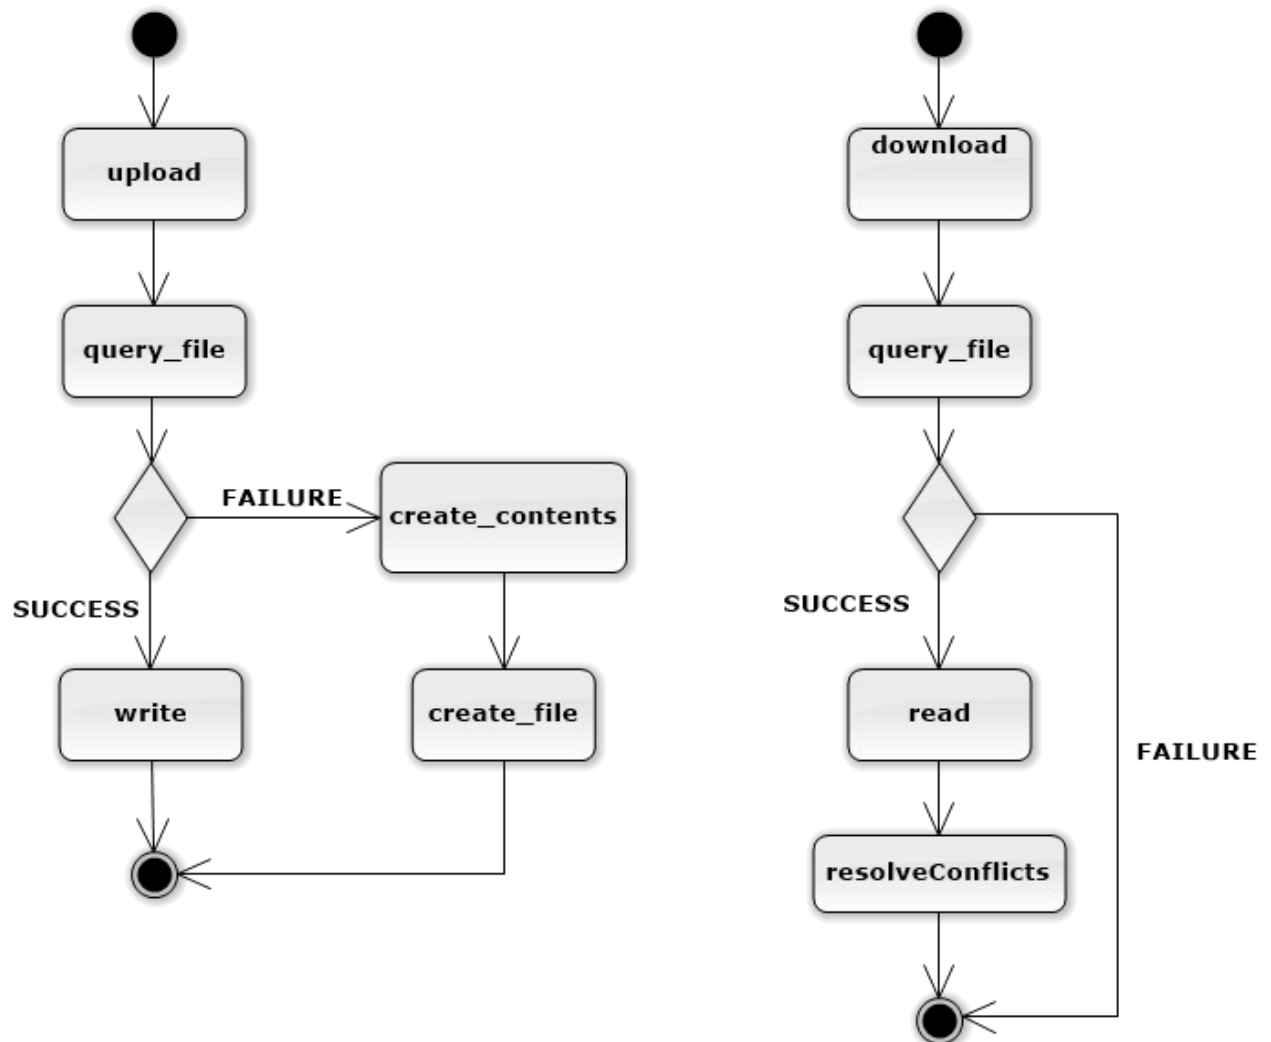 upload
query_file
FAILURE
create_contents
SUCCESS
write
create_file
download
query_file
SUCCESS
read
FAILURE
resolveConflicts